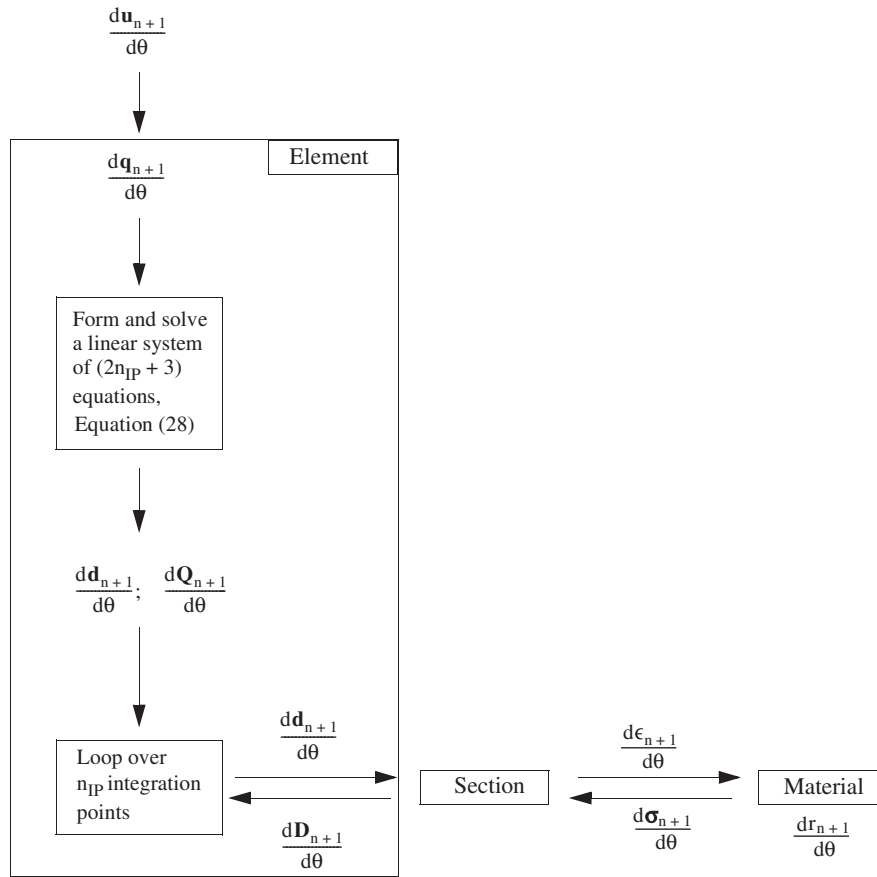 du_{n+1}/dθ
Element
dq_{n+1}/dθ
Form and solve
a linear system
of (2n_{IP} + 3)
equations,
Equation (28)
dd_{n+1}/dθ; dQ_{n+1}/dθ
dd_{n+1}/dθ
dϵ_{n+1}/dθ
Loop over
n_{IP} integration
points
Section
Material
dD_{n+1}/dθ
dσ_{n+1}/dθ
dr_{n+1}/dθ